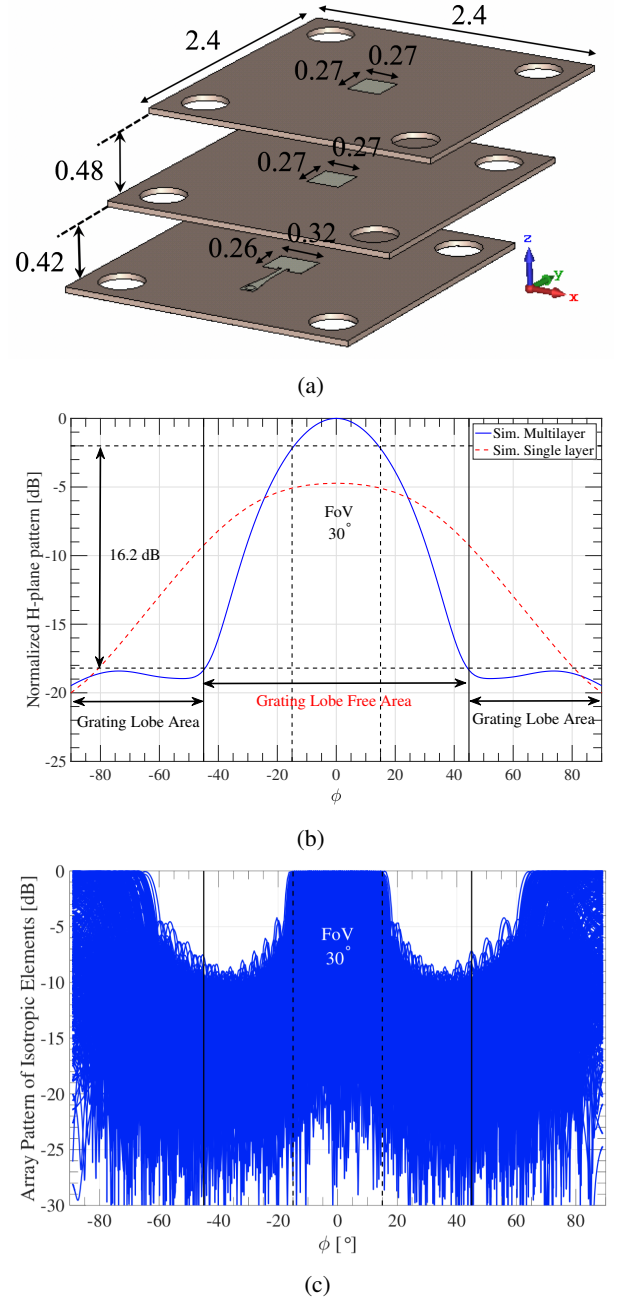 2.4
2.4
0.27
0.27
0.48
0.27
0.27
0.42
0.26
0.32
z
y
x
(a)
Normalized H-plane pattern [dB]
0
-5
-10
-15
-20
-25
Sim. Multilayer
Sim. Single layer
FoV
30°
16.2 dB
Grating Lobe Area
Grating Lobe Free Area
Grating Lobe Area
-80 -60 -40 -20 0 20 40 60 80
ϕ
(b)
Array Pattern of Isotropic Elements [dB]
0
-5
-10
-15
-20
-25
-30
FoV
30°
-80 -60 -40 -20 0 20 40 60 80
ϕ [°]
(c)